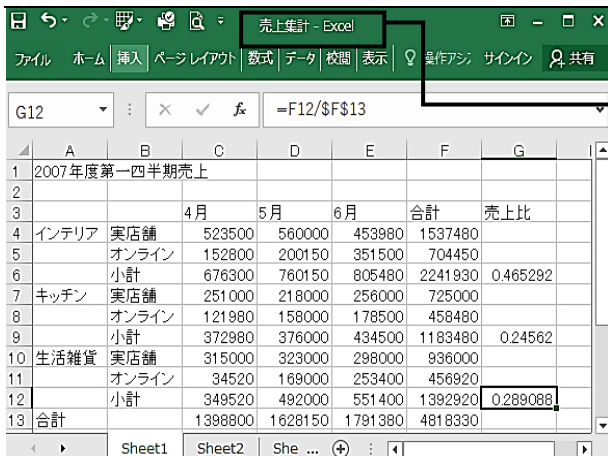 売上集計 - Excel
ファイル ホーム 挿入 ページ レイアウト 数式 データ 校閲 表示 操作アシ サインイン 共有
G12 fx =F12/$F$13
A B C D E F G
1 2007年度第一四半期売上
2
3 4月 5月 6月 合計 売上比
4 インテリア 実店舗 523500 560000 453980 1537480
5 オンライン 152800 200150 351500 704450
6 小計 676300 760150 805480 2241930 0.465292
7 キッチン 実店舗 251000 218000 256000 725000
8 オンライン 121980 158000 178500 458480
9 小計 372980 376000 434500 1183480 0.24562
10 生活雑貨 実店舗 315000 323000 298000 936000
11 オンライン 34520 169000 253400 456920
12 小計 349520 492000 551400 1392920 0.289088
13 合計 1398800 1628150 1791380 4818330
Sheet1 Sheet2 She ...